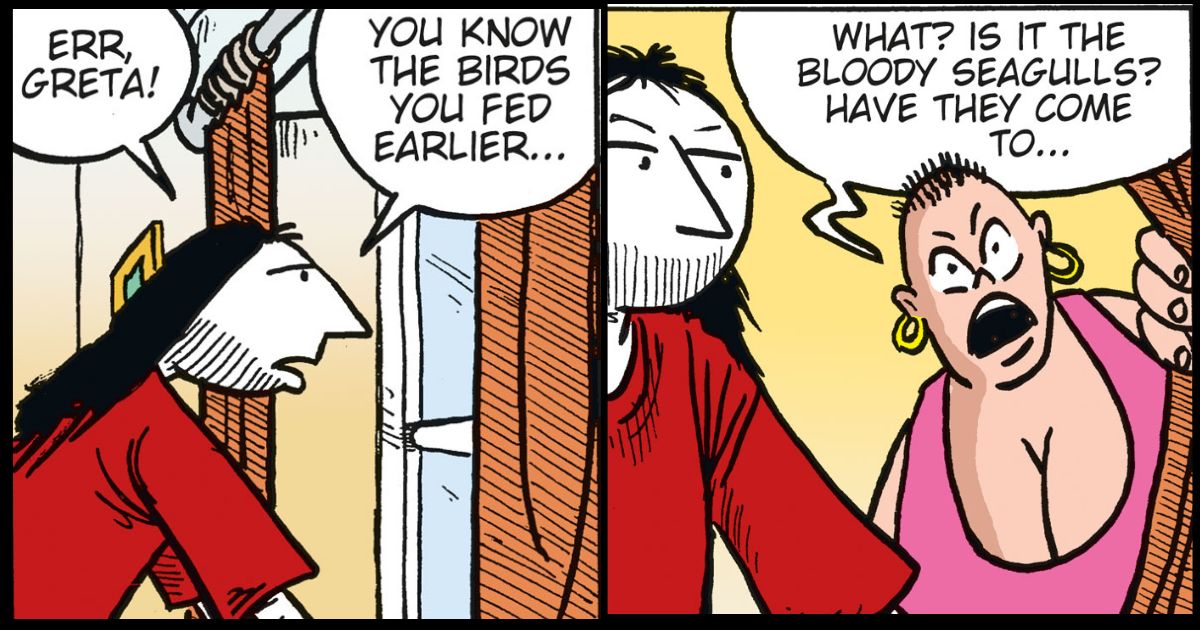 ERR,
GRETA!
YOU KNOW
THE BIRDS
YOU FED
EARLIER...
WHAT? IS IT THE
BLOODY SEAGULLS?
HAVE THEY COME
TO...